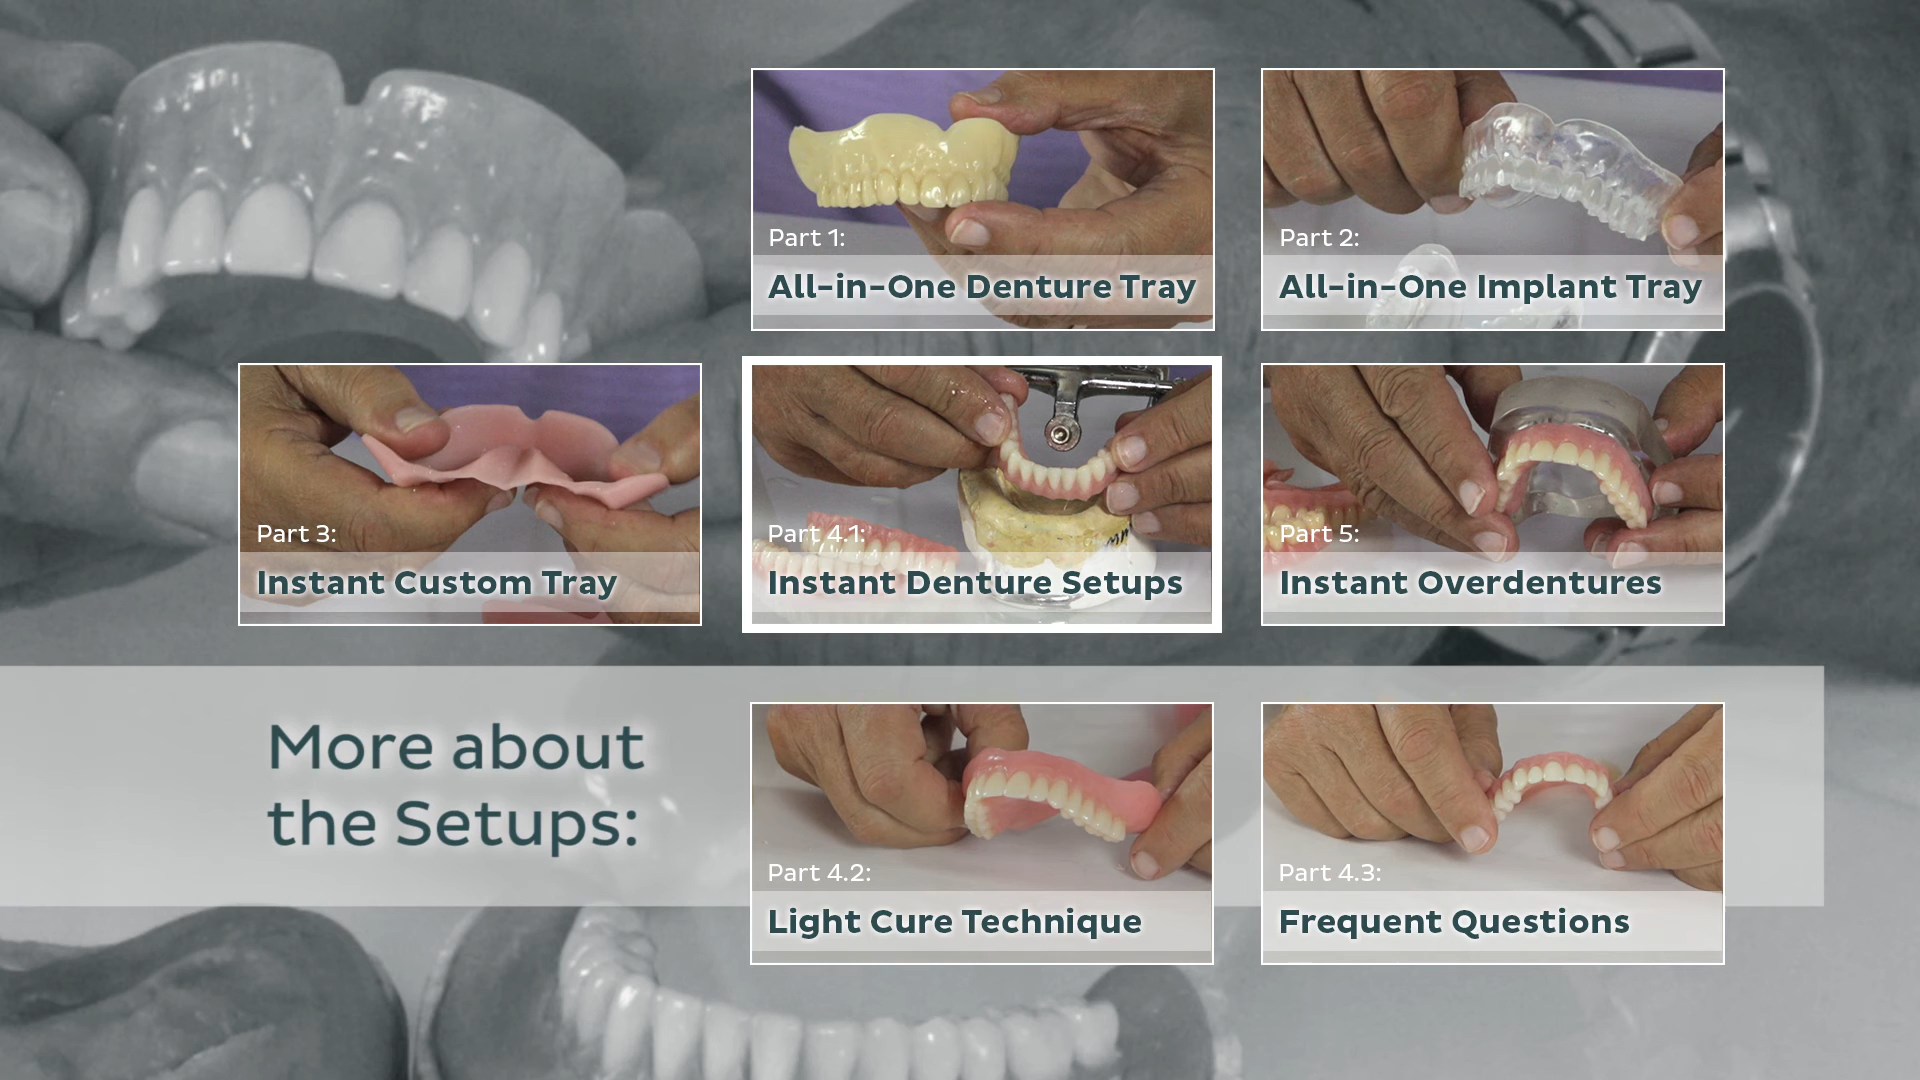 Part 1:
All-in-One Denture Tray
Part 2:
All-in-One Implant Tray
Part 3:
Instant Custom Tray
Part 4.1:
Instant Denture Setups
Part 5:
Instant Overdentures
More about
the Setups:
Part 4.2:
Light Cure Technique
Part 4.3:
Frequent Questions